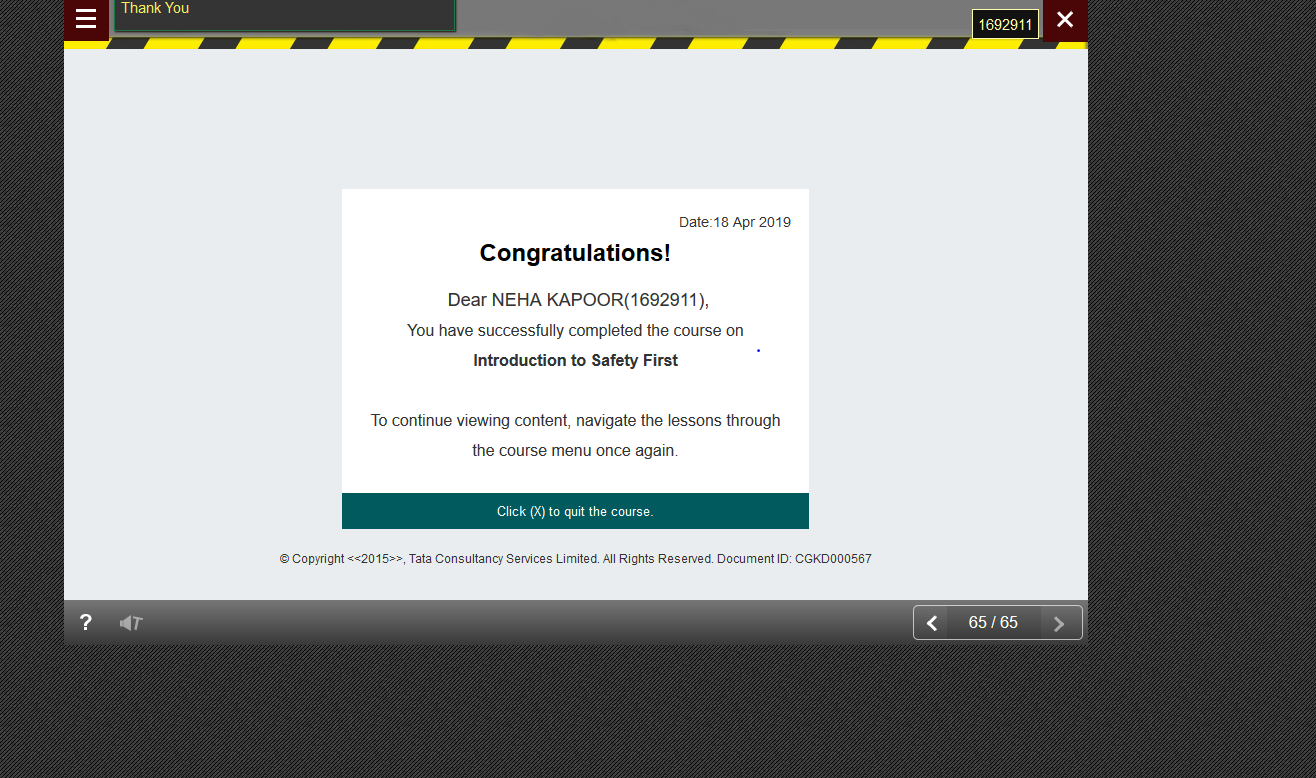 Thank You
1692911
Date:18 Apr 2019
Congratulations!
Dear NEHA KAPOOR(1692911),
You have successfully completed the course on
Introduction to Safety First
To continue viewing content, navigate the lessons through
the course menu once again.
Click (X) to quit the course.
© Copyright <<2015>>, Tata Consultancy Services Limited. All Rights Reserved. Document ID: CGKD000567
? T
65 / 65